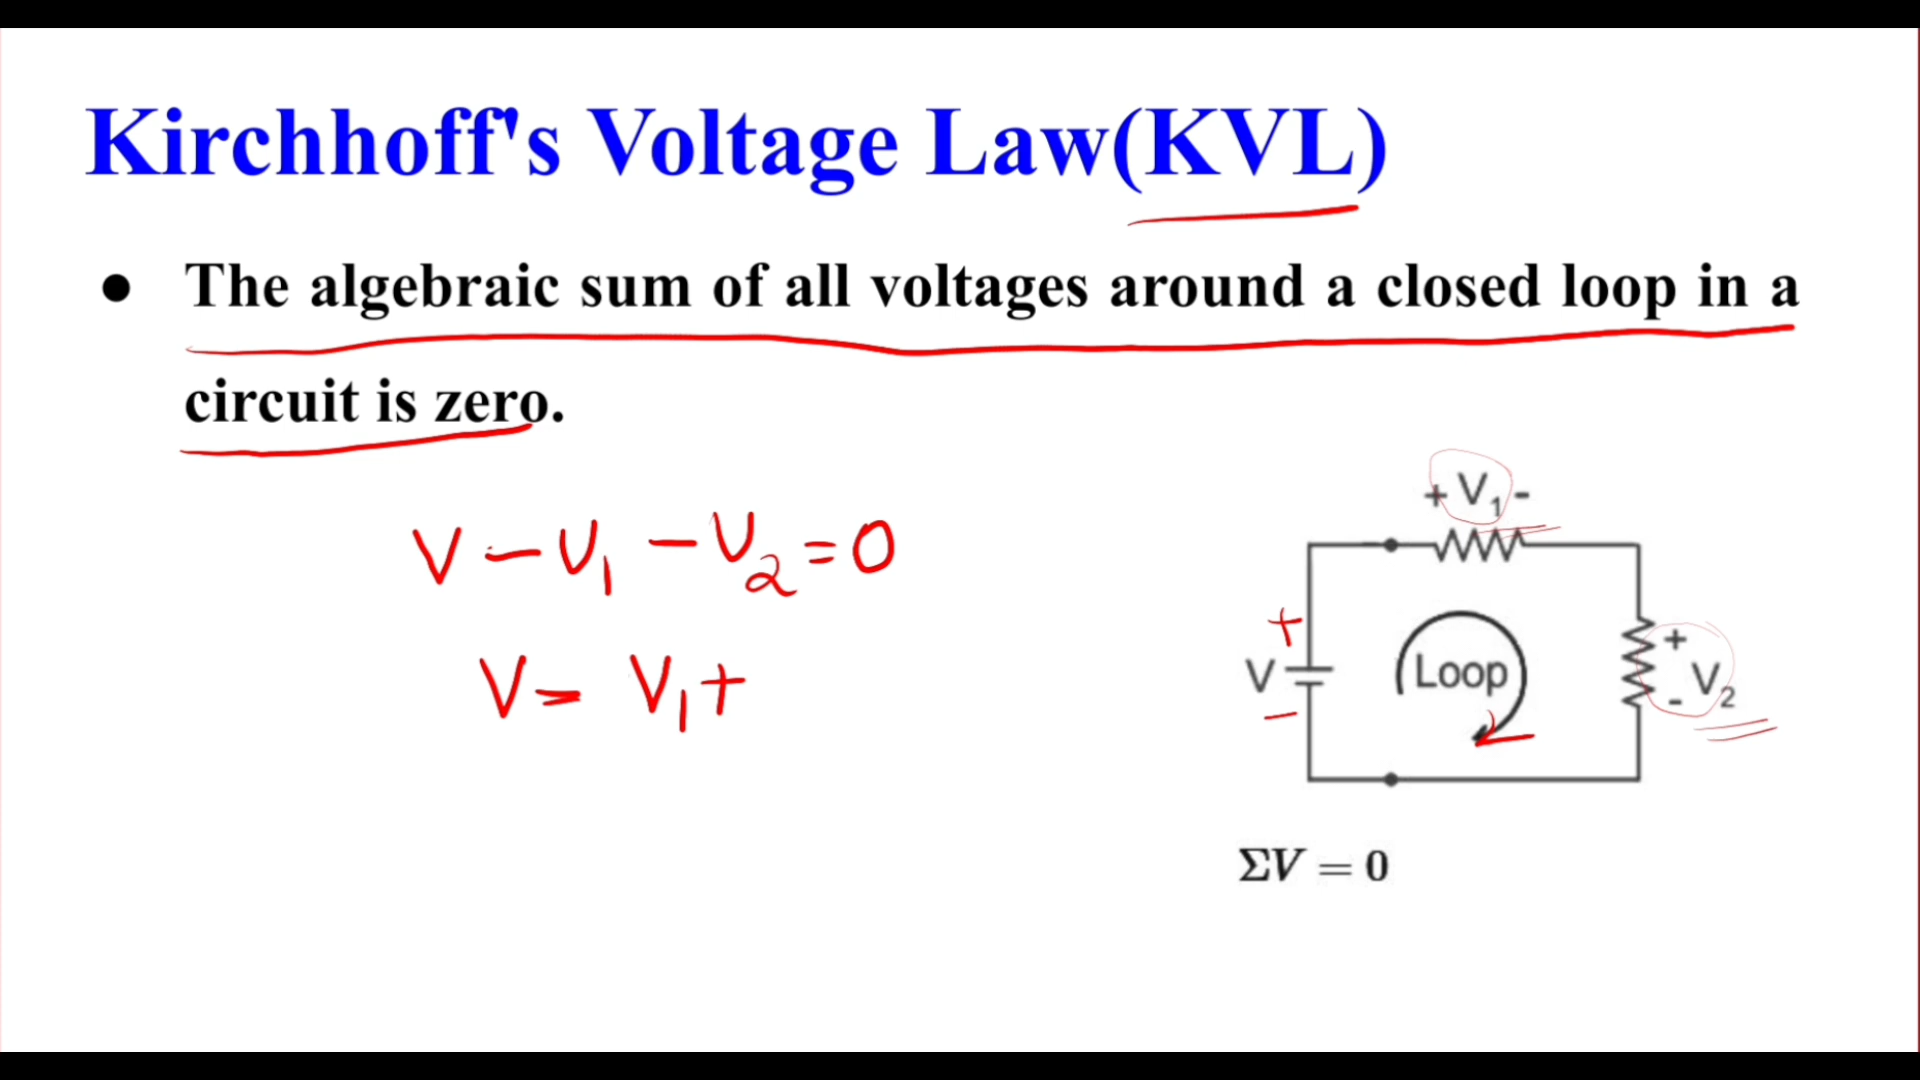 Kirchhoff's Voltage Law(KVL)
● The algebraic sum of all voltages around a closed loop in a
circuit is zero.
V - V₁ - V₂ = 0
V = V₁ +
+ V₁ -
+
V
-
Loop
+
V₂
-
ΣV = 0